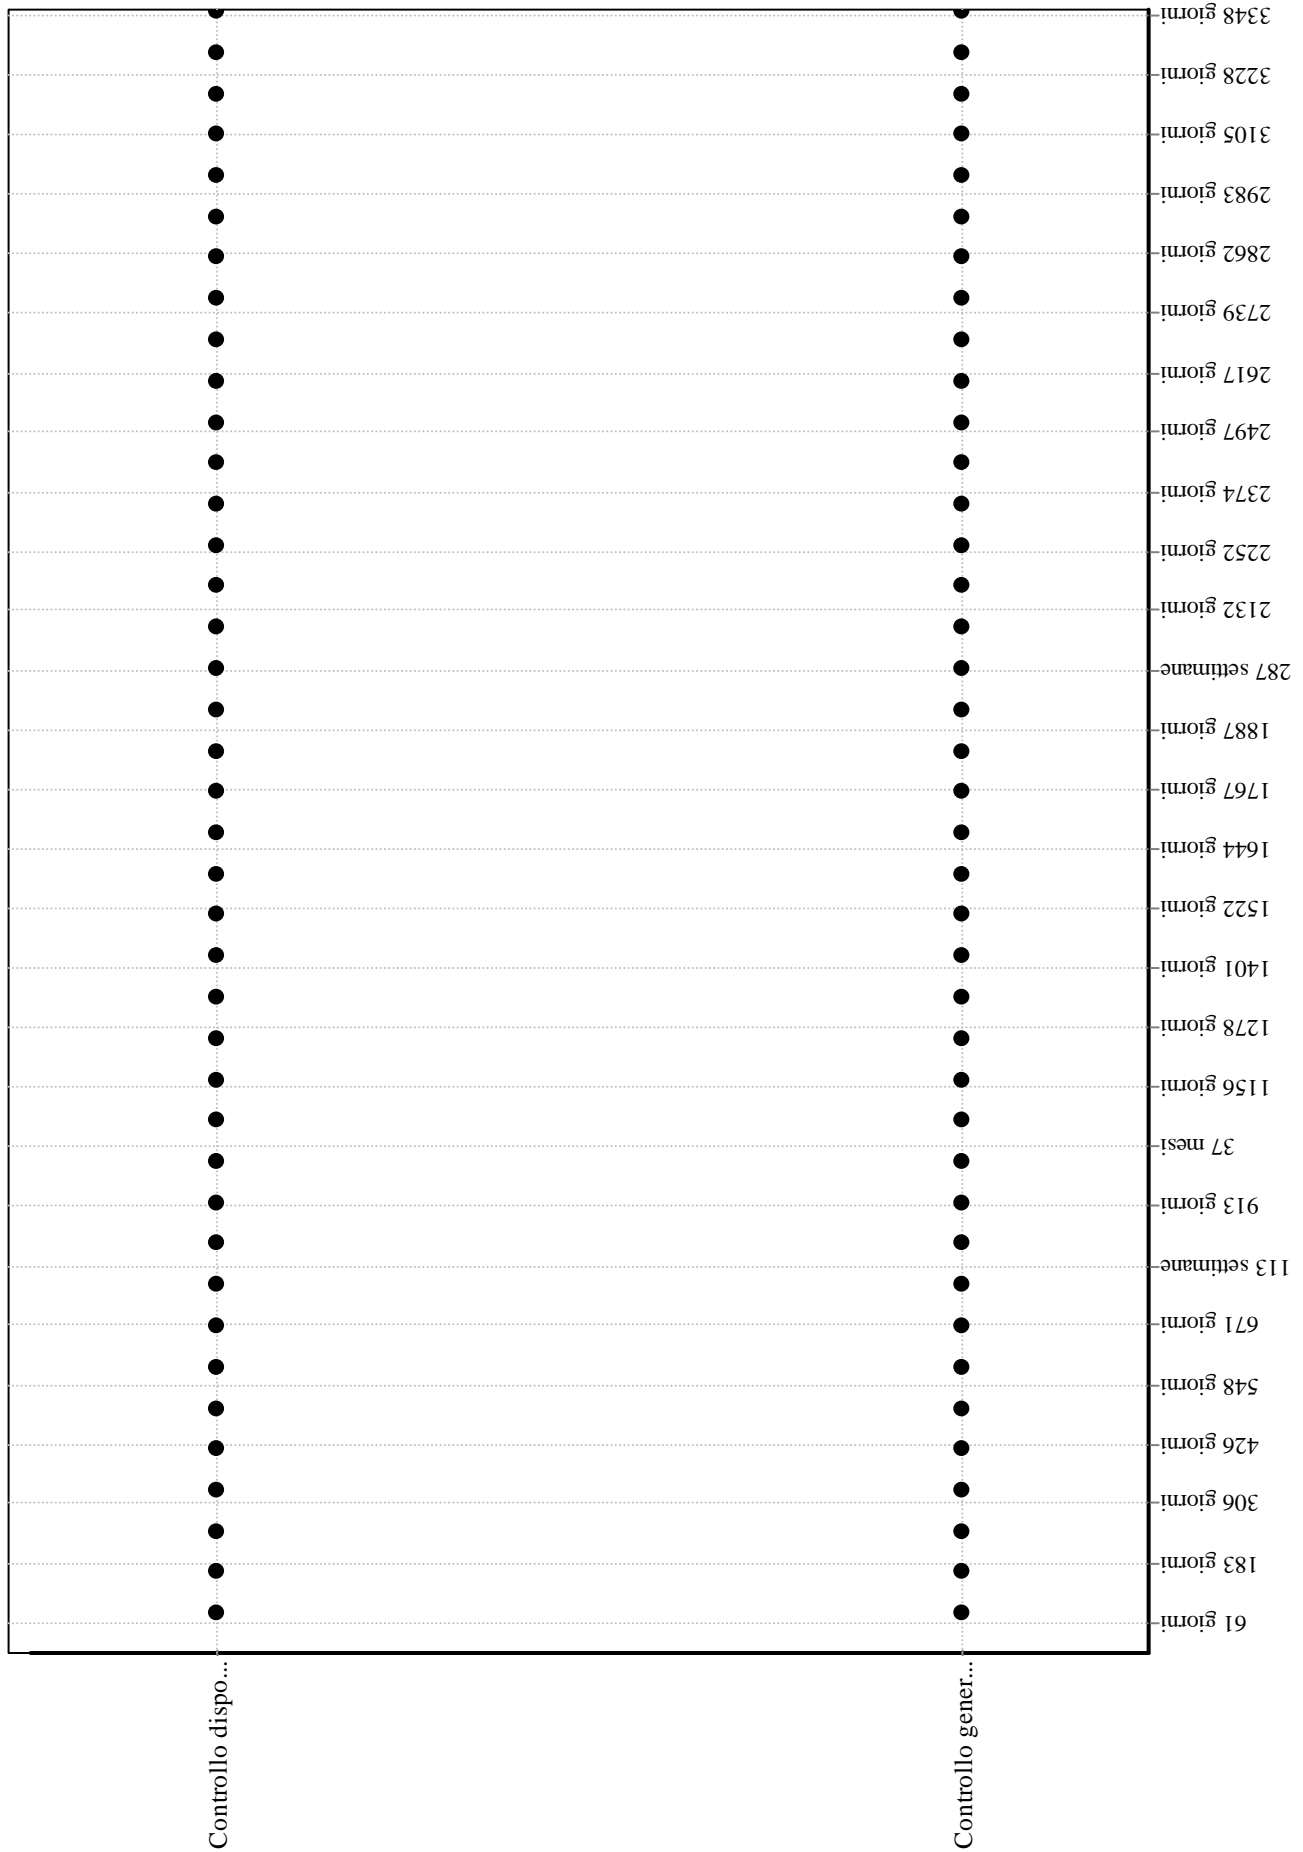 3348 giorni
3228 giorni
3105 giorni
2983 giorni
2862 giorni
2739 giorni
2617 giorni
2497 giorni
2374 giorni
2252 giorni
2132 giorni
287 settimane
1887 giorni
1767 giorni
1644 giorni
1522 giorni
1401 giorni
1278 giorni
1156 giorni
37 mesi
913 giorni
113 settimane
671 giorni
548 giorni
426 giorni
306 giorni
183 giorni
61 giorni
Controllo dispo...
Controllo gener...